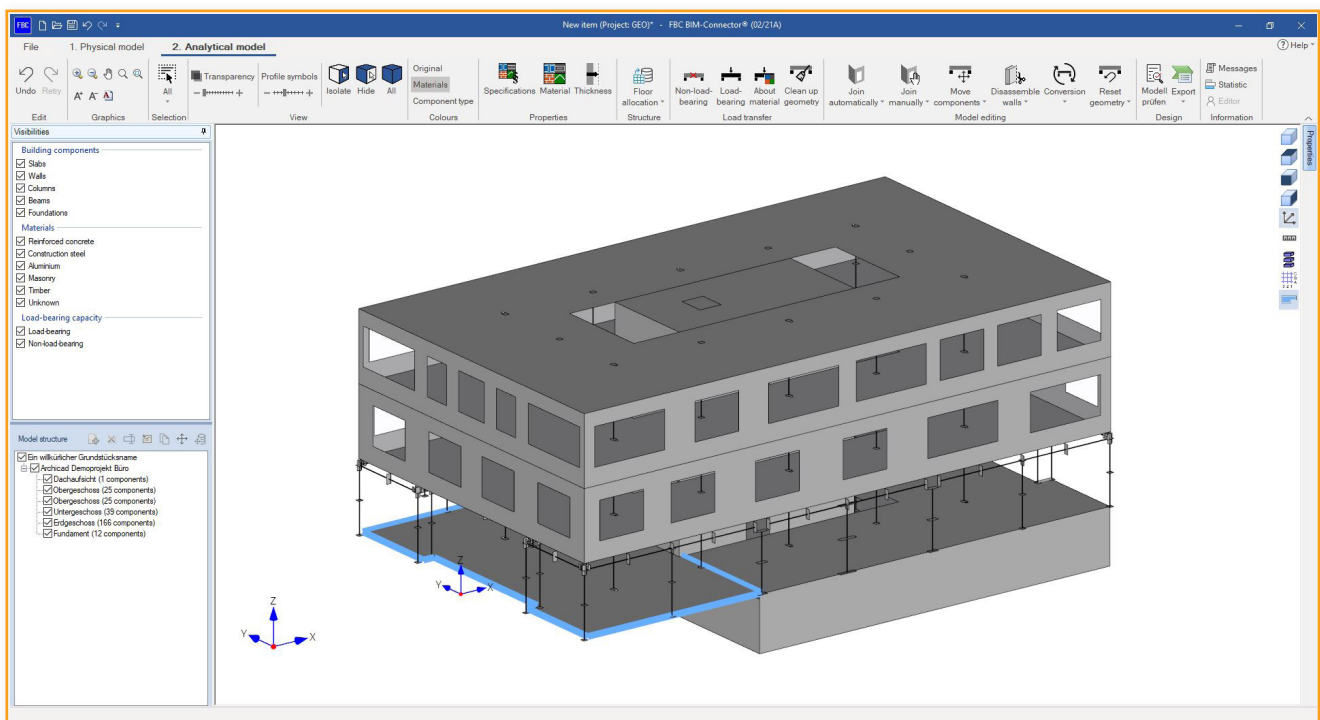 FBC
New item (Project: GEO)* - FBC BIM-Connector® (02/21A)
File 1. Physical model 2. Analytical model Help
Undo Retry
A⁺ A⁻ A
All
Transparency Profile symbols
Isolate Hide All
Original
Materials
Component type
Specifications Material Thickness
Floor allocation
Non-load-bearing Load-bearing About material Clean up geometry
Join automatically Join manually Move components Disassemble walls Conversion Reset geometry
Modell prüfen Export
Messages
Statistic
Editor
Edit Graphics Selection View Colours Properties Structure Load transfer Model editing Design Information
Visibilities
Properties
Building components
Slabs
Walls
Columns
Beams
Foundations
Materials
Reinforced concrete
Construction steel
Aluminium
Masonry
Timber
Unknown
Load-bearing capacity
Load-bearing
Non-load-bearing
Model structure
Ein willkürlicher Grundstücksname
Archicad Demoprojekt Büro
Dachaufsicht (1 components)
Obergeschoss (25 components)
Obergeschoss (25 components)
Untergeschoss (39 components)
Erdgeschoss (166 components)
Fundament (12 components)
Z
Y X
Z
Y X